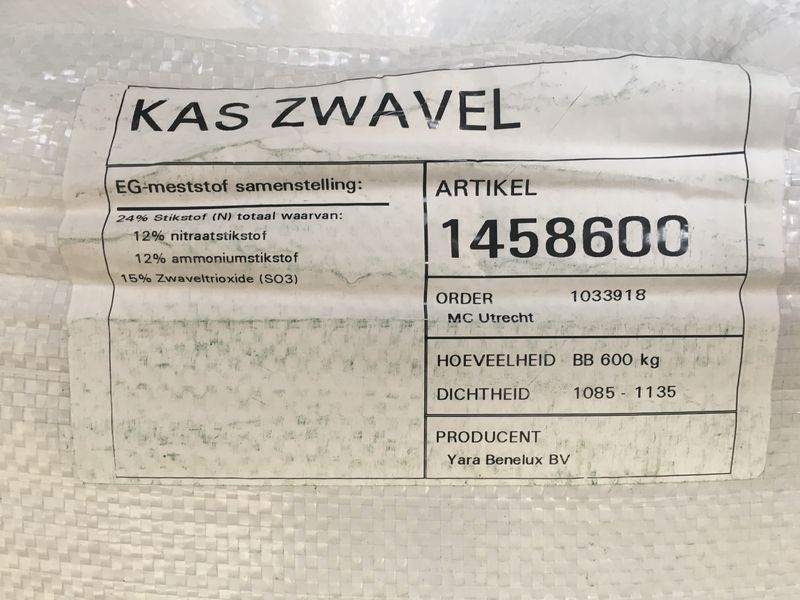 KAS ZWAVEL
EG-meststof samenstelling:
24% Stikstof (N) totaal waarvan:
12% nitraatstikstof
12% ammoniumstikstof
15% Zwaveltrioxide (SO3)
ARTIKEL
1458600
ORDER 1033918
MC Utrecht
HOEVEELHEID BB 600 kg
DICHTHEID 1085 - 1135
PRODUCENT
Yara Benelux BV